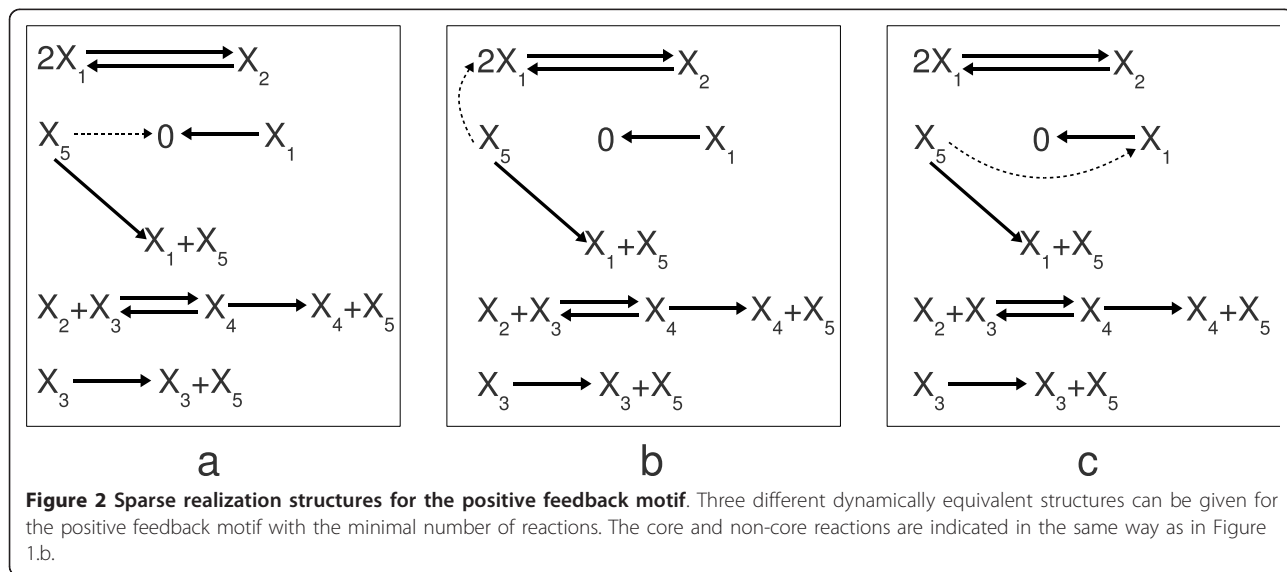 2X₁ X₂
X₅ 0 X₁
X₁+X₅
X₂+X₃ X₄ X₄+X₅
X₃ X₃+X₅
a
2X₁ X₂
X₅ 0 X₁
X₁+X₅
X₂+X₃ X₄ X₄+X₅
X₃ X₃+X₅
b
2X₁ X₂
X₅ 0 X₁
X₁+X₅
X₂+X₃ X₄ X₄+X₅
X₃ X₃+X₅
c
Figure 2 Sparse realization structures for the positive feedback motif. Three different dynamically equivalent structures can be given for
the positive feedback motif with the minimal number of reactions. The core and non-core reactions are indicated in the same way as in Figure
1.b.